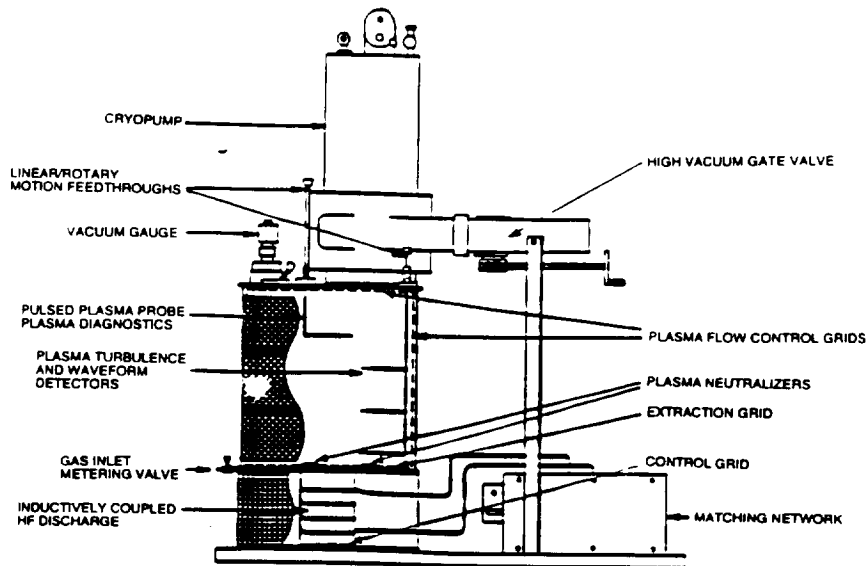 CRYOPUMP
LINEAR/ROTARY
MOTION FEEDTHROUGHS
HIGH VACUUM GATE VALVE
VACUUM GAUGE
PULSED PLASMA PROBE
PLASMA DIAGNOSTICS
PLASMA FLOW CONTROL GRIDS
PLASMA TURBULENCE
AND WAVEFORM
DETECTORS
PLASMA NEUTRALIZERS
EXTRACTION GRID
GAS INLET
METERING VALVE
CONTROL GRID
INDUCTIVELY COUPLED
HF DISCHARGE
MATCHING NETWORK